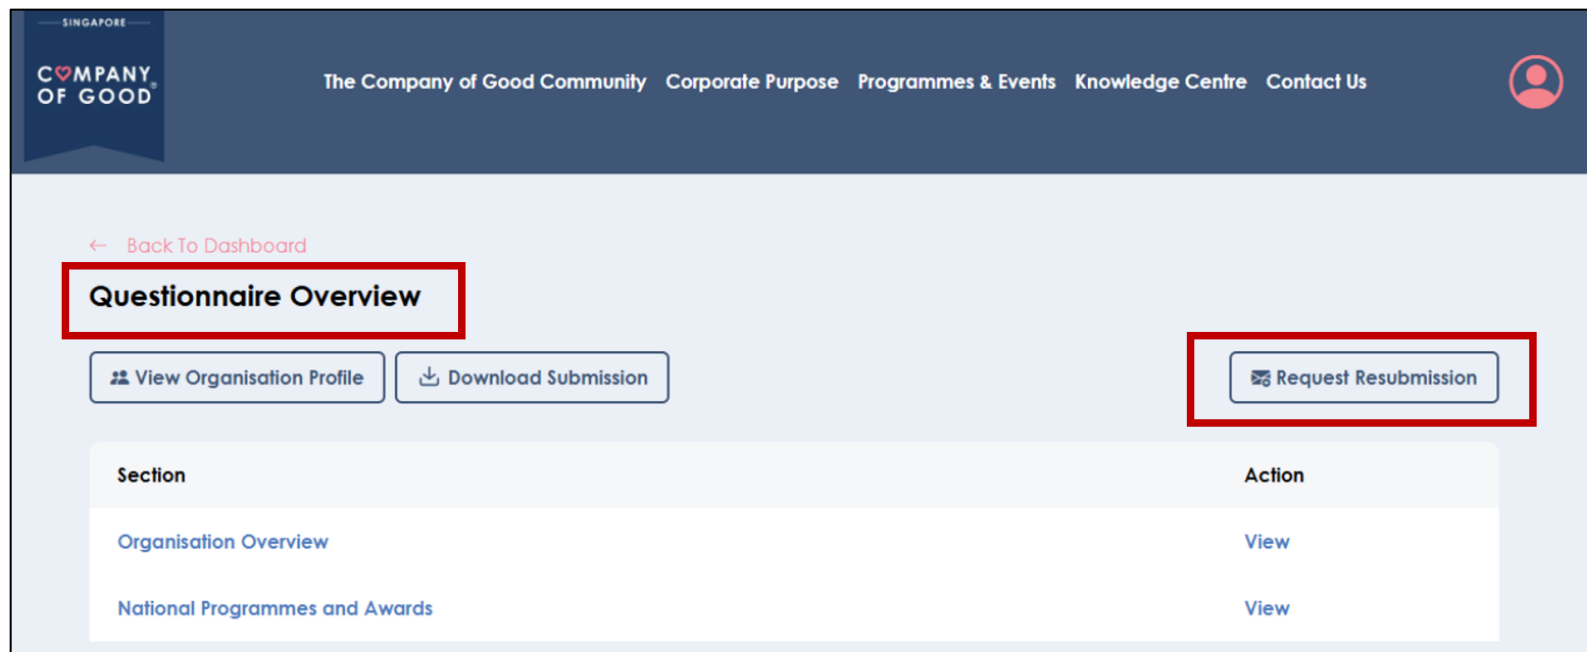 SINGAPORE
COMPANY
OF GOOD®
The Company of Good Community Corporate Purpose Programmes & Events Knowledge Centre Contact Us
← Back To Dashboard
Questionnaire Overview
View Organisation Profile Download Submission Request Resubmission
Section Action
Organisation Overview View
National Programmes and Awards View